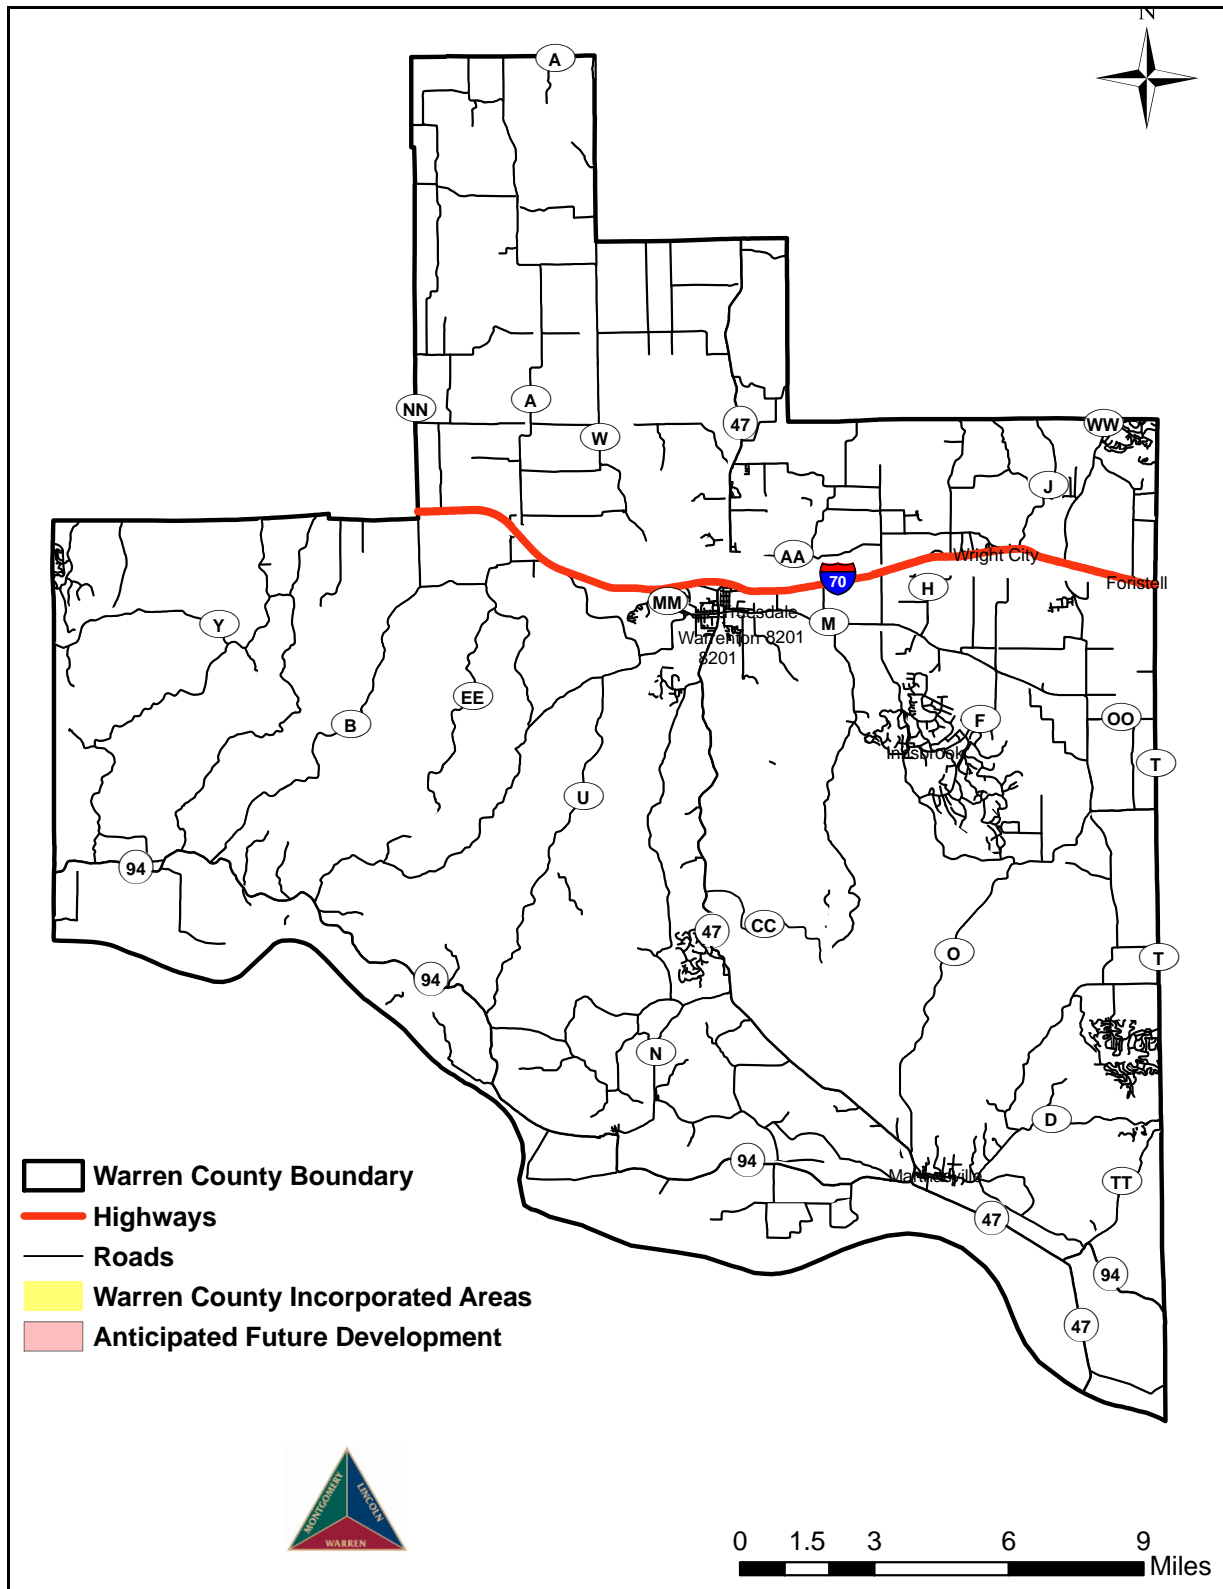 N
A
NN
A
W
47
WW
J
AA
Wright City
70
H
Foristell
MM
Truesdale
Y
M
Warrenton 8201
8201
EE
B
F
OO
Innsbrook
T
U
94
47
CC
O
T
94
N
D
94
Marthasville
TT
47
94
47
Warren County Boundary
Highways
Roads
Warren County Incorporated Areas
Anticipated Future Development
MONTGOMERY
LINCOLN
WARREN
0 1.5 3 6 9
Miles